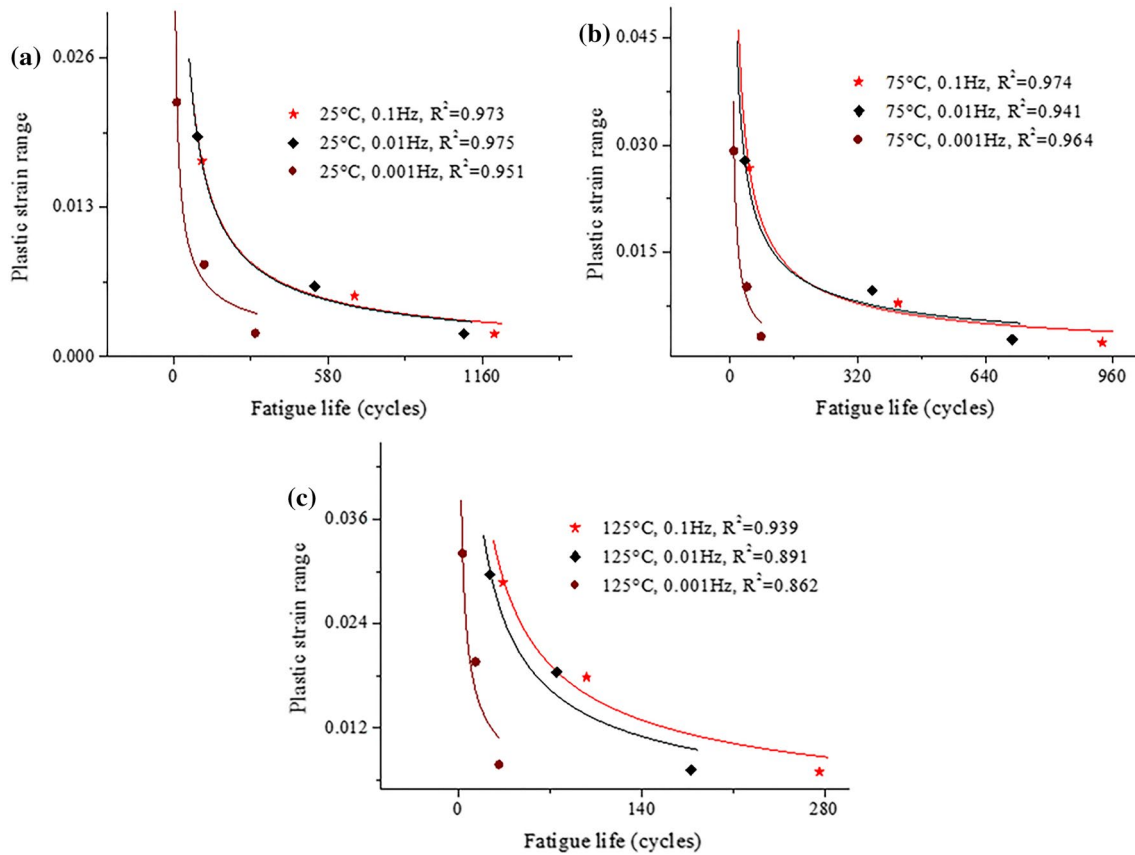 (a)
0.026
0.013
0.000
Plastic strain range
25°C, 0.1Hz, R²=0.973
25°C, 0.01Hz, R²=0.975
25°C, 0.001Hz, R²=0.951
0 580 1160
Fatigue life (cycles)
(b)
0.045
0.030
0.015
Plastic strain range
75°C, 0.1Hz, R²=0.974
75°C, 0.01Hz, R²=0.941
75°C, 0.001Hz, R²=0.964
0 320 640 960
Fatigue life (cycles)
(c)
0.036
0.024
0.012
Plastic strain range
125°C, 0.1Hz, R²=0.939
125°C, 0.01Hz, R²=0.891
125°C, 0.001Hz, R²=0.862
0 140 280
Fatigue life (cycles)